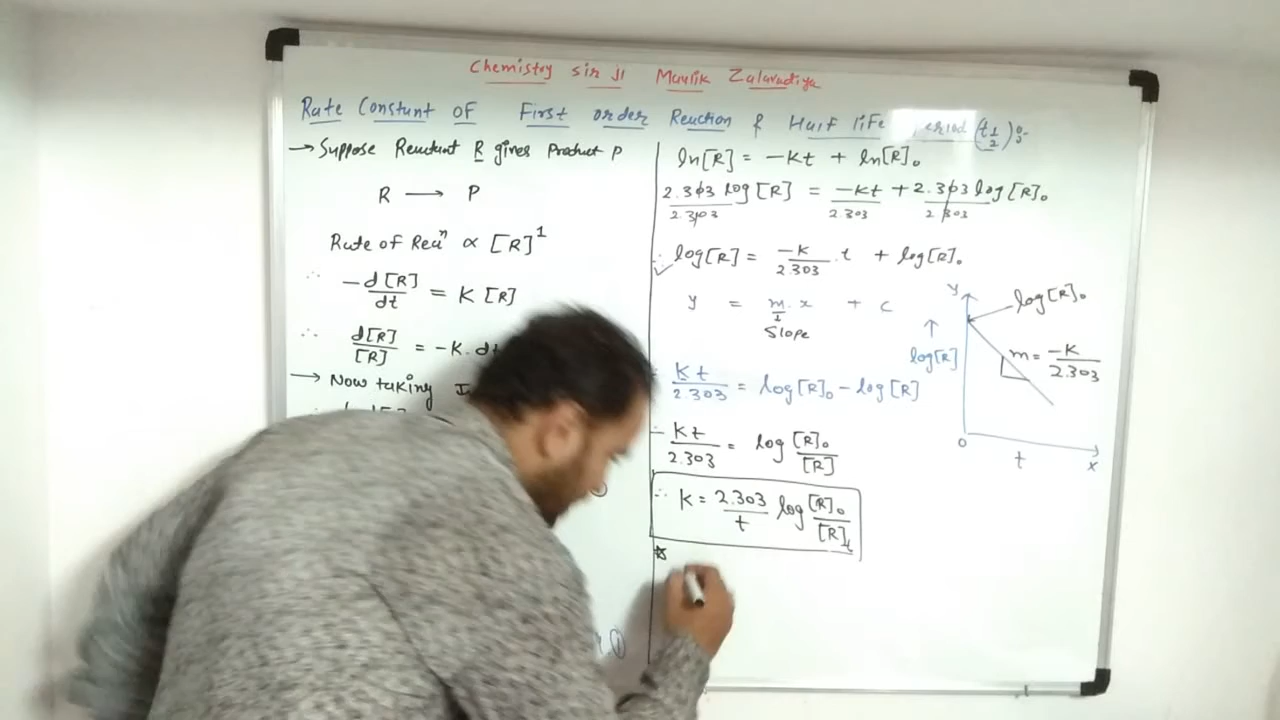 Chemistry sir ji Maulik Zalavadiya
Rate Constant OF First order Reaction & Half life Period (t1/2) :-
→ Suppose Reactant R gives Product P
R → P
Rate of Reaⁿ ∝ [R]¹
∴ -d[R]/dt = K [R]
∴ d[R]/[R] = -K. dt
→ Now taking
ln[R] = -Kt + ln[R]₀
2.303 log[R]/2.303 = -Kt/2.303 + 2.303 log[R]₀/2.303
∴ log[R] = -K/2.303 . t + log[R]₀
y = m. x + c
Slope
Kt/2.303 = log[R]₀ - log[R]
∴ Kt/2.303 = log [R]₀/[R]
∴ K = 2.303/t log [R]₀/[R]t
y
log[R]₀
↑
log[R]
m = -K/2.303
0
t
x